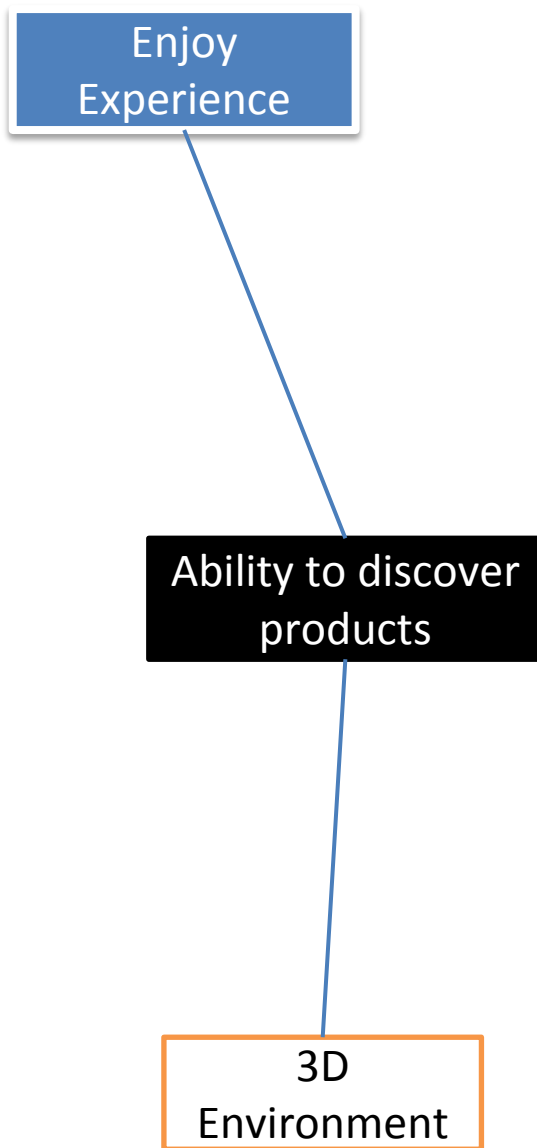 Enjoy
Experience
Ability to discover
products
3D
Environment